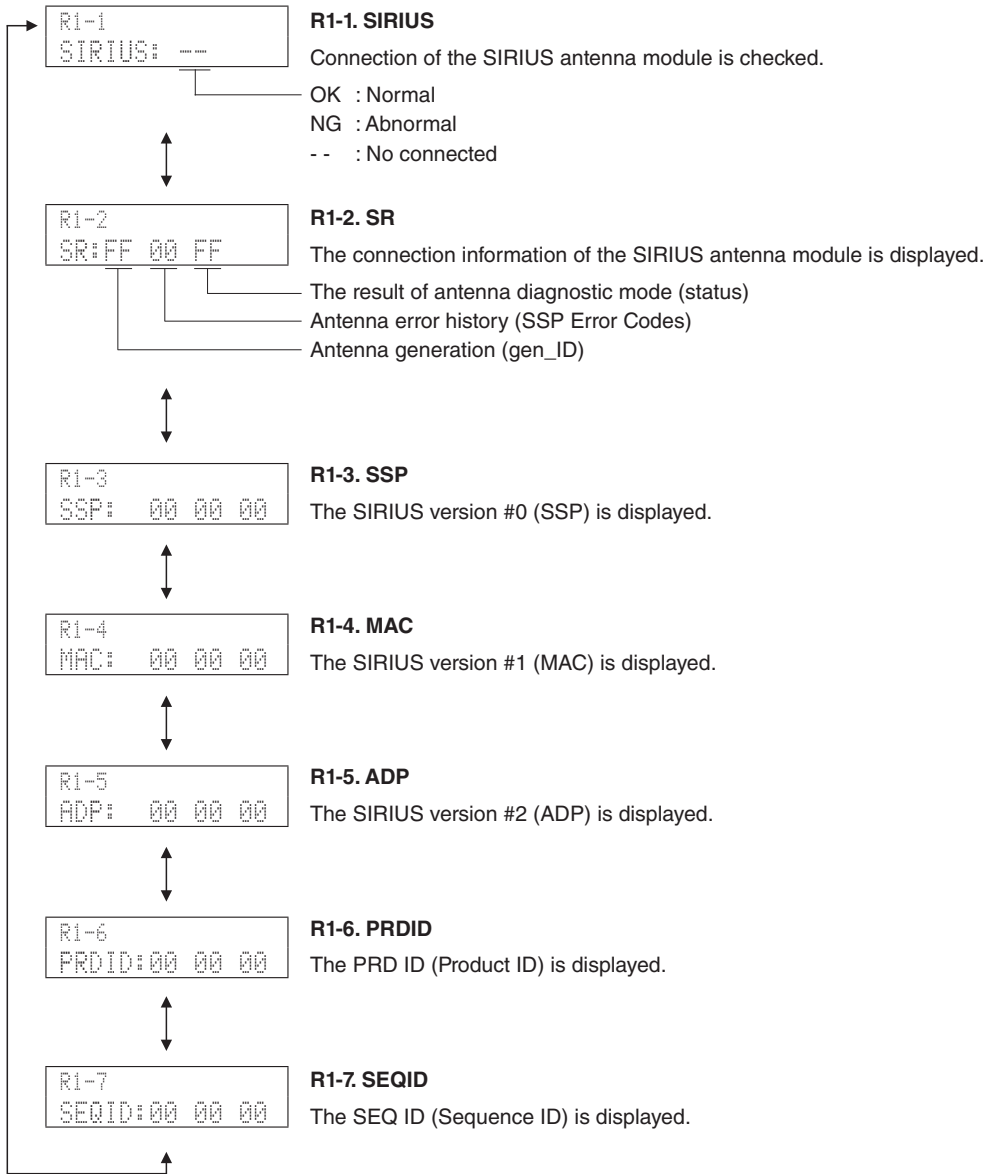 R1-1
SIRIUS: --
R1-1. SIRIUS
Connection of the SIRIUS antenna module is checked.
OK : Normal
NG : Abnormal
- - : No connected
R1-2
SR:FF 00 FF
R1-2. SR
The connection information of the SIRIUS antenna module is displayed.
The result of antenna diagnostic mode (status)
Antenna error history (SSP Error Codes)
Antenna generation (gen_ID)
R1-3
SSP: 00 00 00
R1-3. SSP
The SIRIUS version #0 (SSP) is displayed.
R1-4
MAC: 00 00 00
R1-4. MAC
The SIRIUS version #1 (MAC) is displayed.
R1-5
ADP: 00 00 00
R1-5. ADP
The SIRIUS version #2 (ADP) is displayed.
R1-6
PRDID:00 00 00
R1-6. PRDID
The PRD ID (Product ID) is displayed.
R1-7
SEQID:00 00 00
R1-7. SEQID
The SEQ ID (Sequence ID) is displayed.